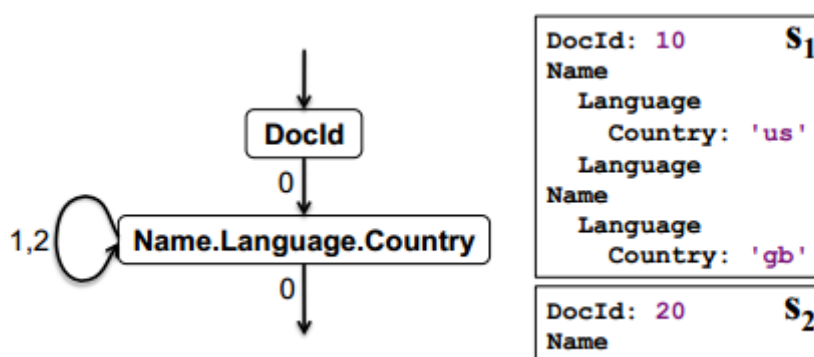 DocId
0
1,2
Name.Language.Country
0
DocId: 10 s1
Name
Language
Country: 'us'
Language
Name
Language
Country: 'gb'
DocId: 20 s2
Name